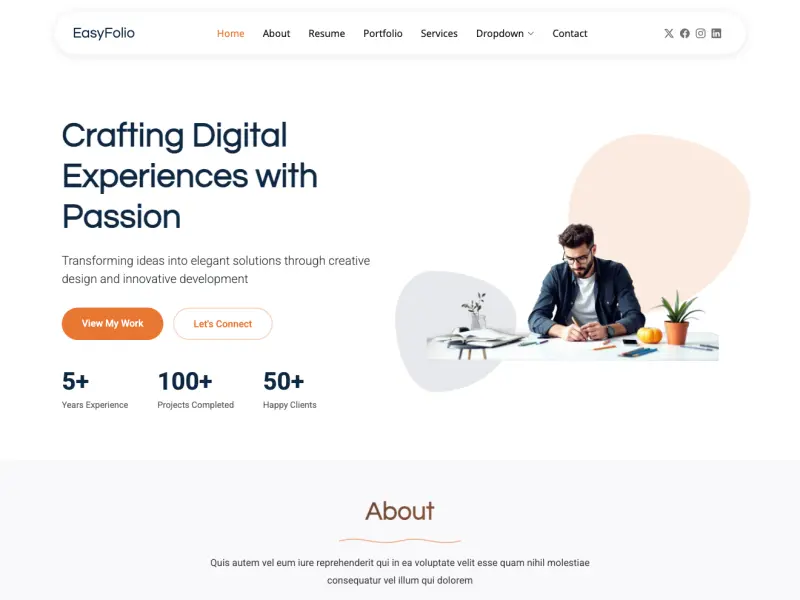 EasyFolio
Home About Resume Portfolio Services Dropdown Contact
Crafting Digital
Experiences with
Passion
Transforming ideas into elegant solutions through creative
design and innovative development
View My Work Let's Connect
5+ 100+ 50+
Years Experience Projects Completed Happy Clients
About
Quis autem vel eum iure reprehenderit qui in ea voluptate velit esse quam nihil molestiae
consequatur vel illum qui dolorem